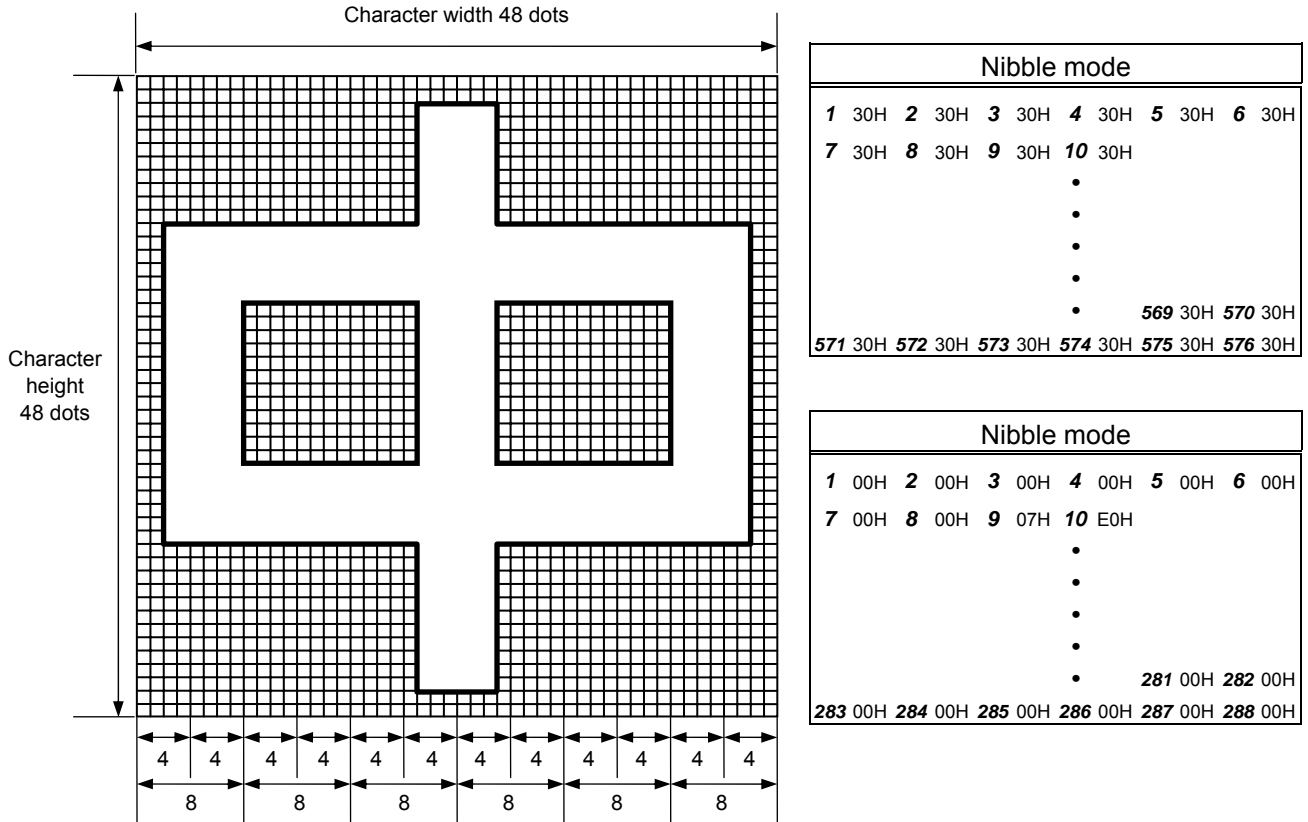 Character width 48 dots
Character
height
48 dots
4 4 4 4 4 4 4 4 4 4 4 4
8 8 8 8 8 8
Nibble mode
1 30H 2 30H 3 30H 4 30H 5 30H 6 30H
7 30H 8 30H 9 30H 10 30H
569 30H 570 30H
571 30H 572 30H 573 30H 574 30H 575 30H 576 30H
Nibble mode
1 00H 2 00H 3 00H 4 00H 5 00H 6 00H
7 00H 8 00H 9 07H 10 E0H
281 00H 282 00H
283 00H 284 00H 285 00H 286 00H 287 00H 288 00H